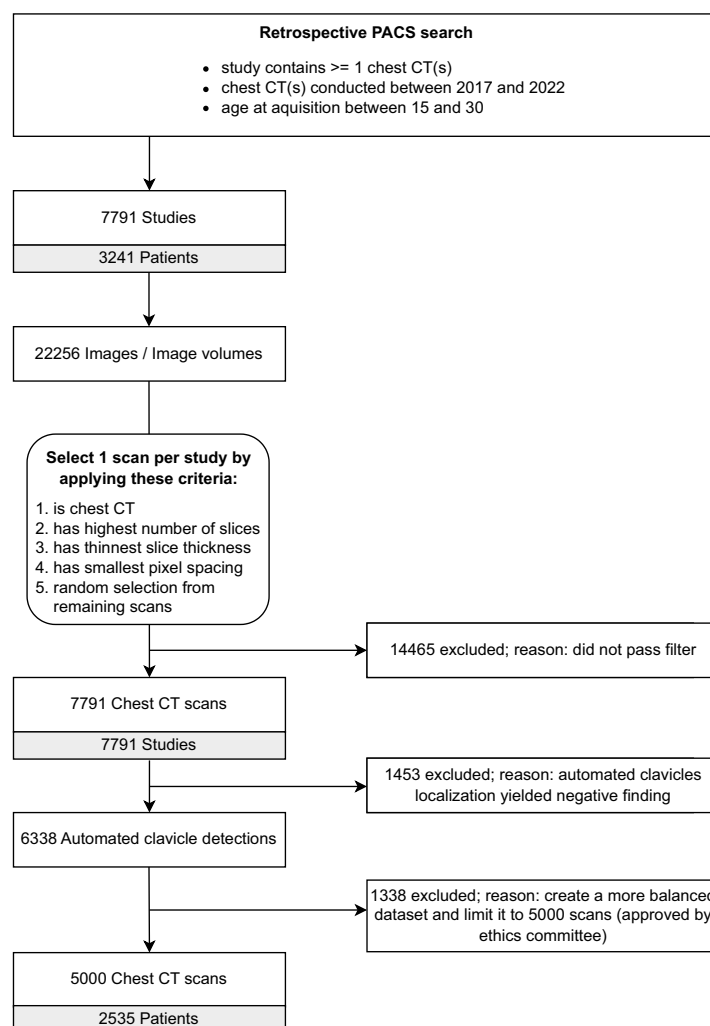 Retrospective PACS search
• study contains >= 1 chest CT(s)
• chest CT(s) conducted between 2017 and 2022
• age at aquisition between 15 and 30
7791 Studies
3241 Patients
22256 Images / Image volumes
Select 1 scan per study by
applying these criteria:
1. is chest CT
2. has highest number of slices
3. has thinnest slice thickness
4. has smallest pixel spacing
5. random selection from
remaining scans
14465 excluded; reason: did not pass filter
7791 Chest CT scans
7791 Studies
1453 excluded; reason: automated clavicles
localization yielded negative finding
6338 Automated clavicle detections
1338 excluded; reason: create a more balanced
dataset and limit it to 5000 scans (approved by
ethics committee)
5000 Chest CT scans
2535 Patients